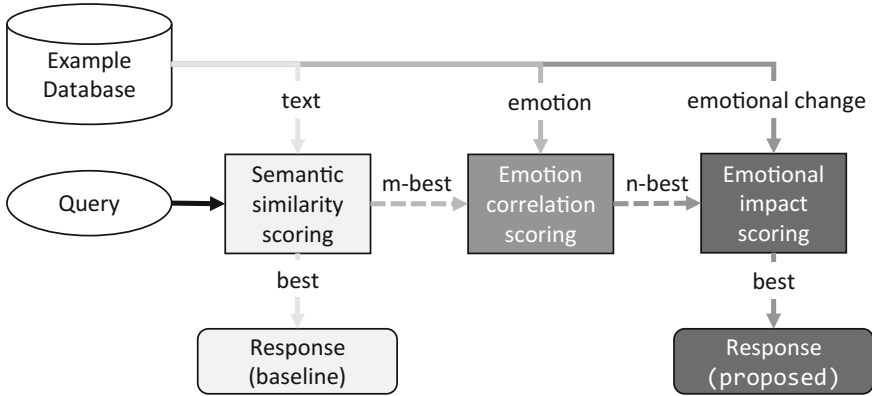 Example
Database
text
emotion
emotional change
Query
Semantic
similarity
scoring
m-best
Emotion
correlation
scoring
n-best
Emotional
impact
scoring
best
best
Response
(baseline)
Response
(proposed)